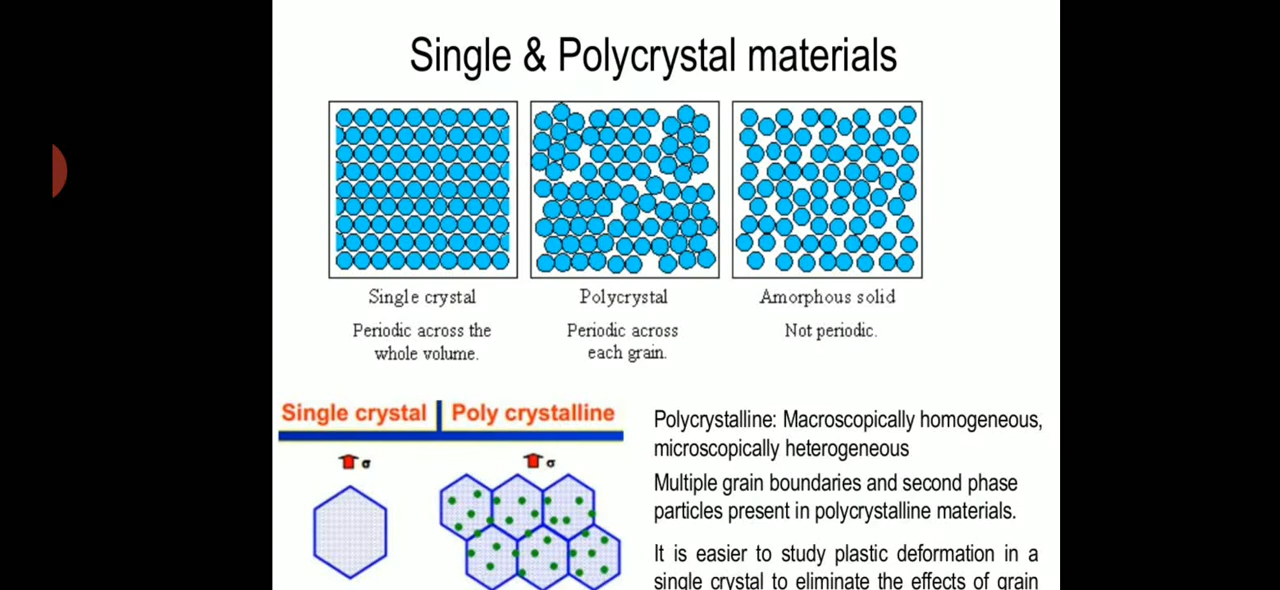 Single & Polycrystal materials
Single crystal
Polycrystal
Amorphous solid
Periodic across the
whole volume.
Periodic across
each grain.
Not periodic.
Single crystal
Poly crystalline
σ
σ
Polycrystalline: Macroscopically homogeneous,
microscopically heterogeneous
Multiple grain boundaries and second phase
particles present in polycrystalline materials.
It is easier to study plastic deformation in a
single crystal to eliminate the effects of grain